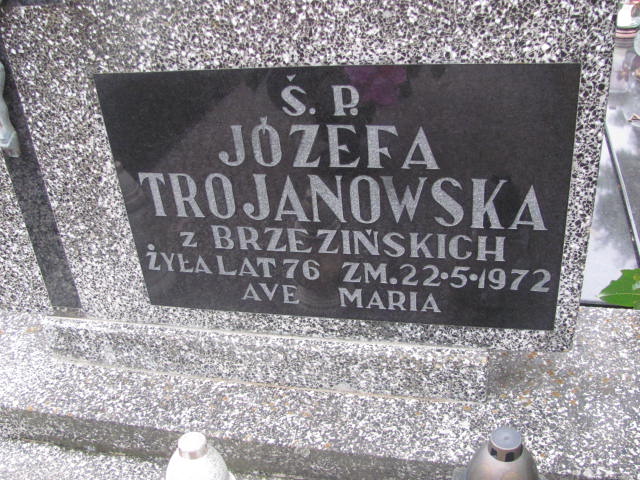 Ś. P.
JÓZEFA
TROJANOWSKA
z BRZEZIŃSKICH
ŻYŁA LAT 76 ZM. 22·5·1972
AVE MARIA